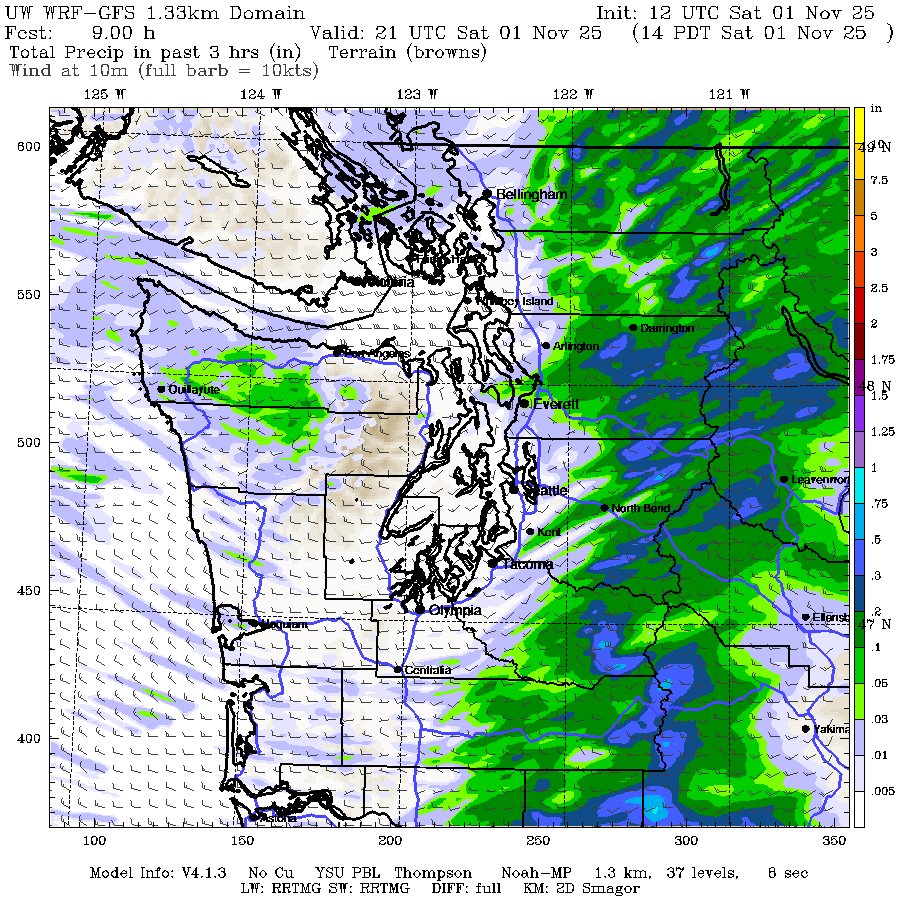 UW WRF-GFS 1.33km Domain Init: 12 UTC Sat 01 Nov 25
Fcst: 9.00 h Valid: 21 UTC Sat 01 Nov 25 (14 PDT Sat 01 Nov 25 )
Total Precip in past 3 hrs (in) Terrain (browns)
Wind at 10m (full barb = 10kts)
125 W 124 W 123 W 122 W 121 W
in
600
10
7.5
Bellingham
5
3
550
2.5
Whidbey Island
Darrington
2
Arlington
Port Angeles
1.75
Quillayute
48 N
1.5
Everett
1.25
500
1
Seattle
.75
North Bend
Kent
.5
Tacoma
.3
450
.2
Olympia
47 N
Hoquiam
.1
Centralia
.05
.03
Yakima
400
.01
.005
Astoria
100 150 200 250 300 350
Model Info: V4.1.3 No Cu YSU PBL Thompson Noah-MP 1.3 km, 37 levels, 8 sec
LW: RRTMG SW: RRTMG DIFF: full KM: 2D Smagor